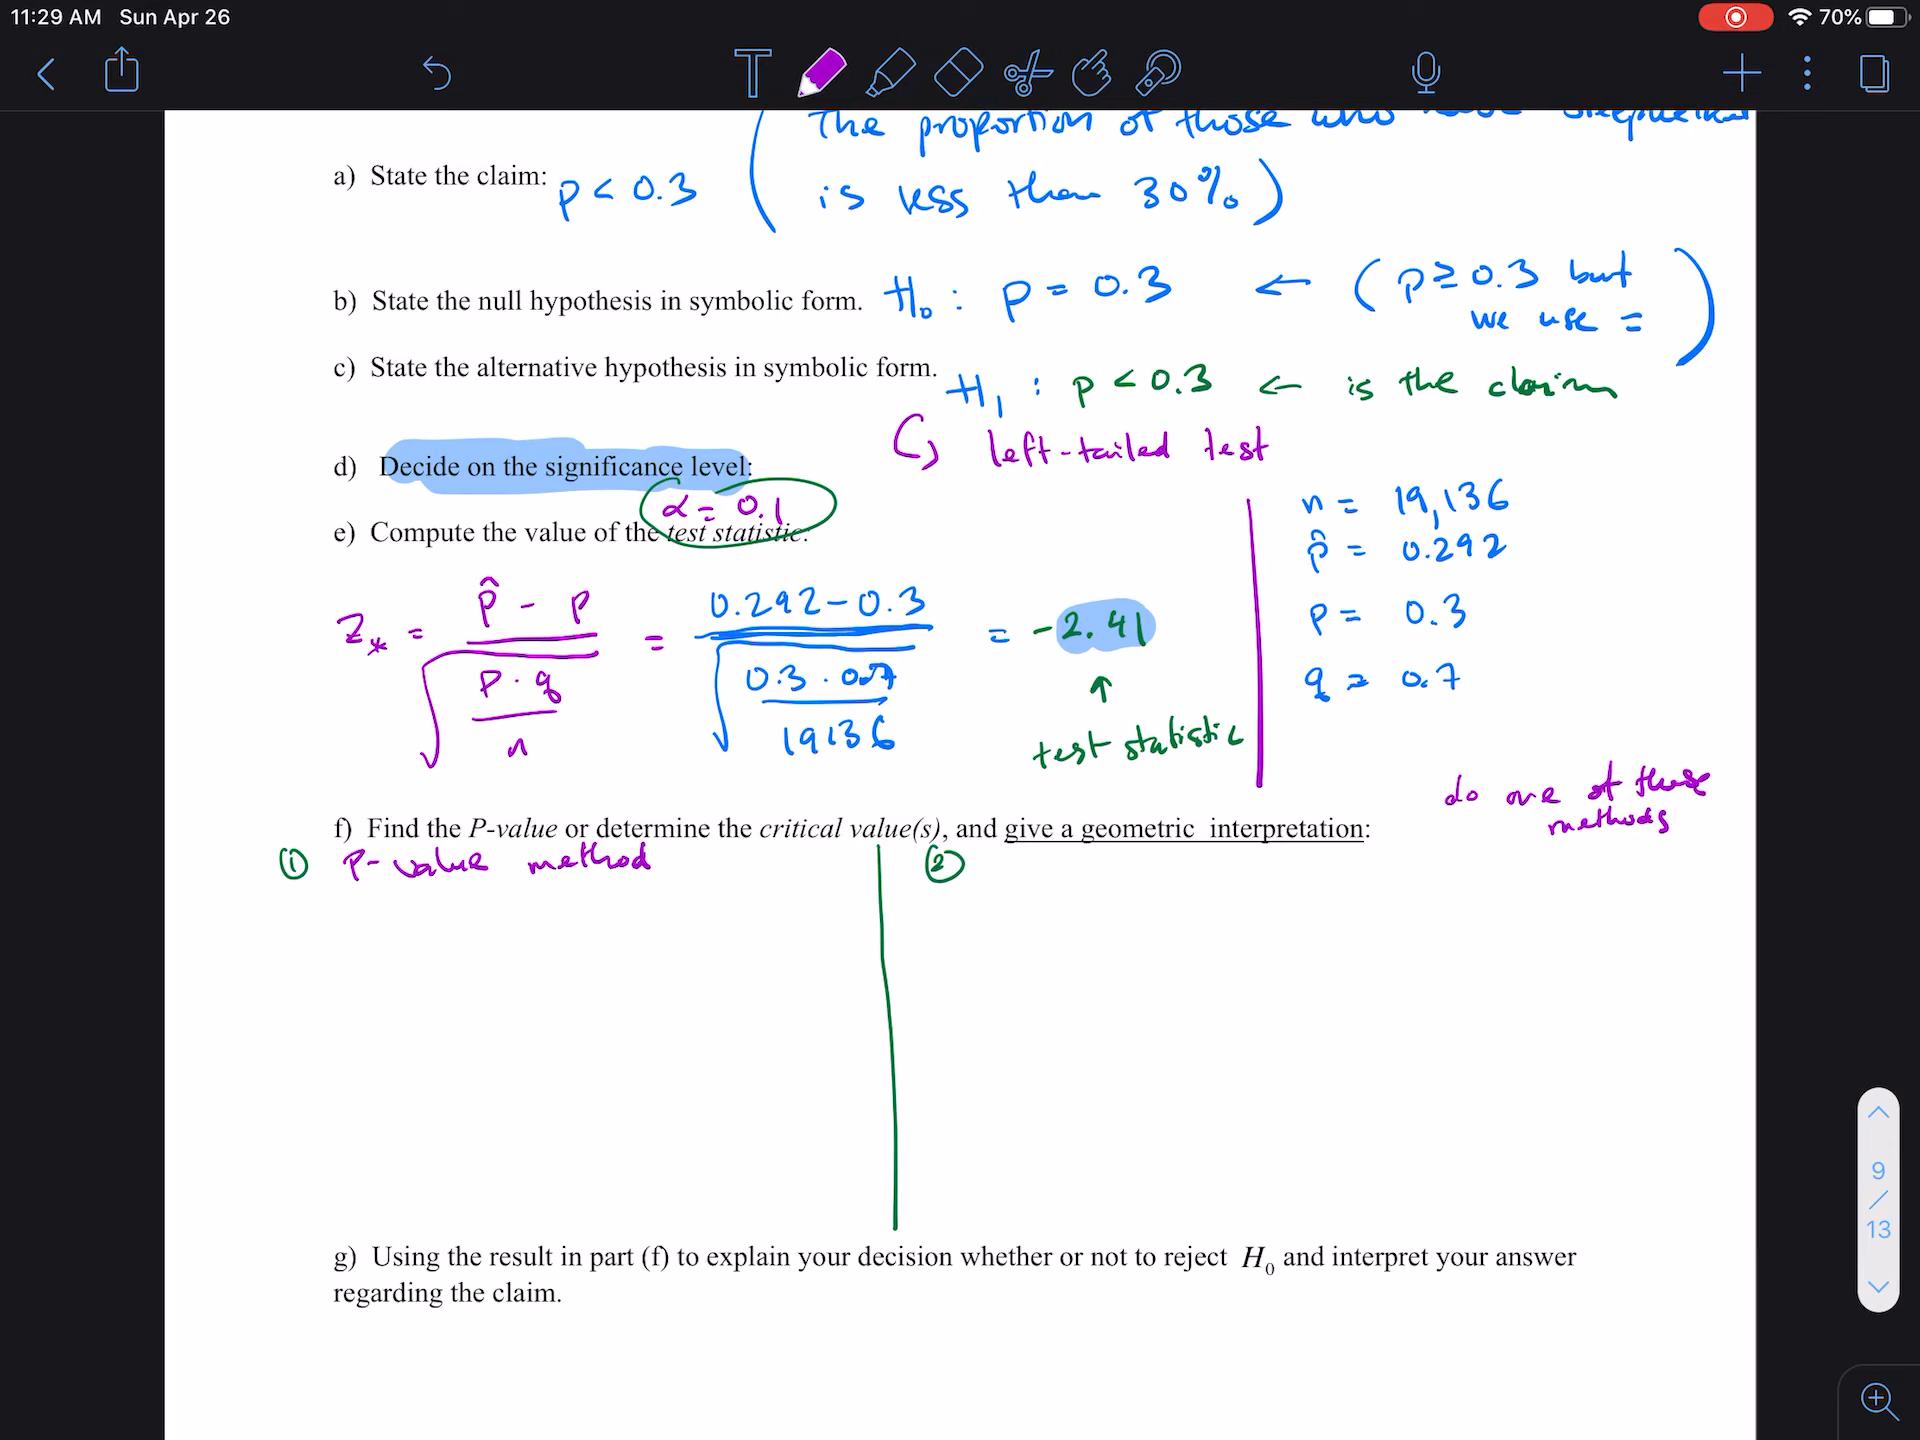 11:29 AM Sun Apr 26
70%
The proportion of those who
a) State the claim: p < 0.3
is less than 30%)
b) State the null hypothesis in symbolic form. H₀ : p = 0.3 ← (p ≥ 0.3 but
we use =)
c) State the alternative hypothesis in symbolic form. H₁ : p < 0.3 ← is the claim
left-tailed test
d) Decide on the significance level:
α = 0.1
e) Compute the value of the test statistic:
n = 19,136
p̂ = 0.292
p = 0.3
q = 0.7
Z* = (p̂ - p) / √(p · q / n) = (0.292 - 0.3) / √(0.3 · 0.7 / 19136) = -2.41
↑
test statistic
do one of these
methods
f) Find the P-value or determine the critical value(s), and give a geometric interpretation:
① P-value method ②
g) Using the result in part (f) to explain your decision whether or not to reject H₀ and interpret your answer
regarding the claim.
9
/
13